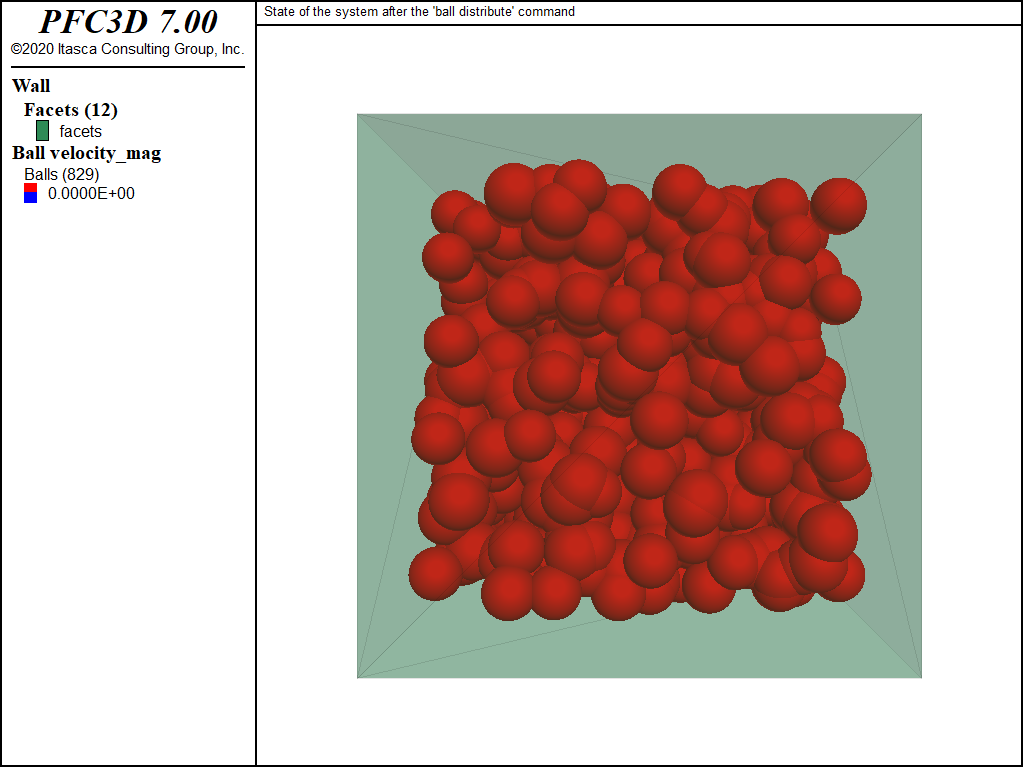 PFC3D 7.00
©2020 Itasca Consulting Group, Inc.
Wall
Facets (12)
facets
Ball velocity_mag
Balls (829)
0.0000E+00
State of the system after the 'ball distribute' command